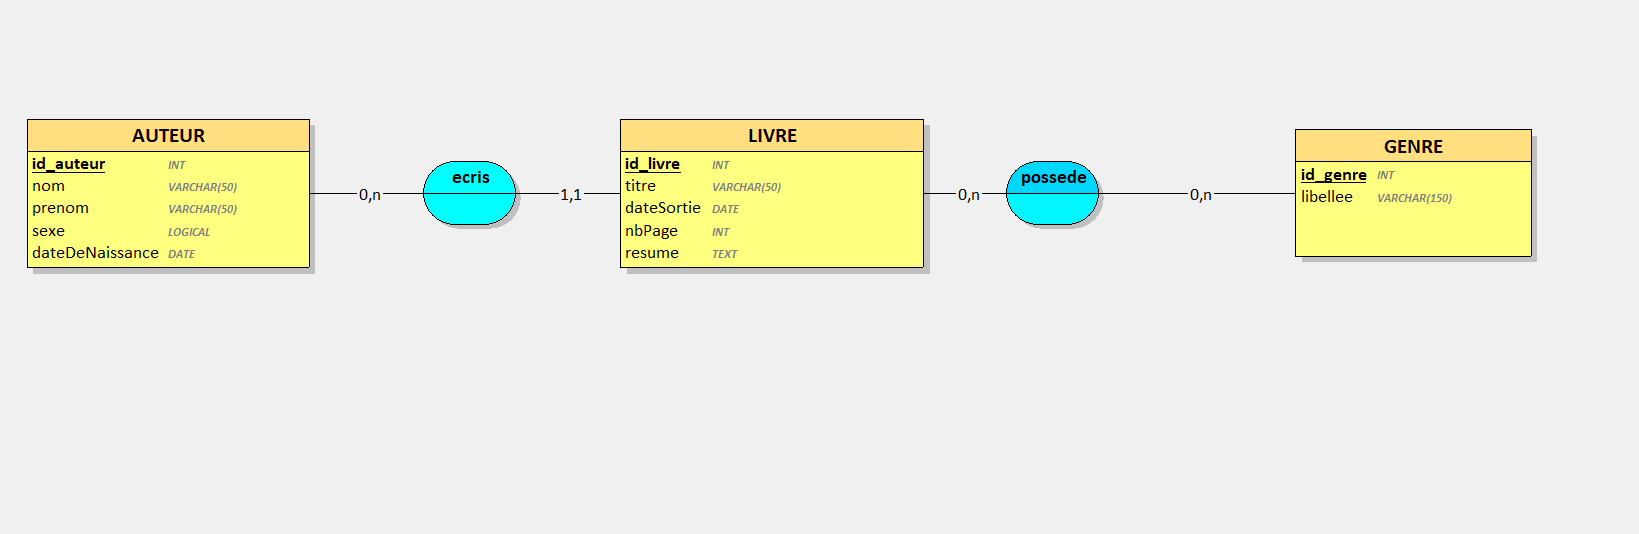 AUTEUR
id_auteur INT
nom VARCHAR(50)
prenom VARCHAR(50)
sexe LOGICAL
dateDeNaissance DATE
0,n
ecris
1,1
LIVRE
id_livre INT
titre VARCHAR(50)
dateSortie DATE
nbPage INT
resume TEXT
0,n
possede
0,n
GENRE
id_genre INT
libellee VARCHAR(150)